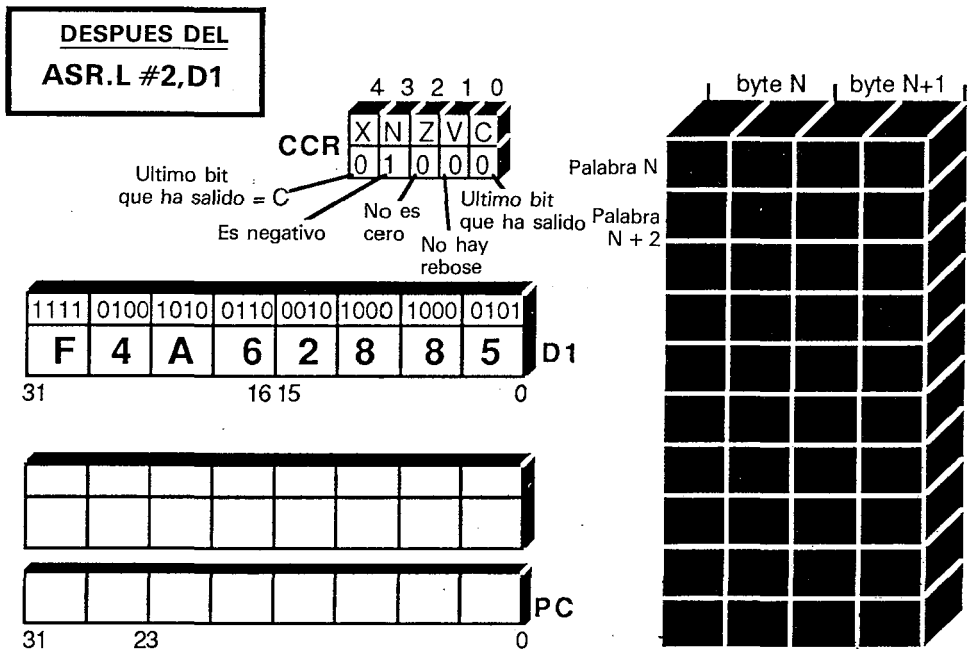 DESPUES DEL
ASR.L #2,D1
4 3 2 1 0
X N Z V C
CCR
0 1 0 0 0
Ultimo bit
que ha salido = C
Es negativo
No es
cero
No hay
rebose
Ultimo bit
que ha salido
1111 0100 1010 0110 0010 1000 1000 0101
F 4 A 6 2 8 8 5 D1
31 16 15 0
PC
31 23 0
byte N byte N+1
Palabra N
Palabra
N + 2